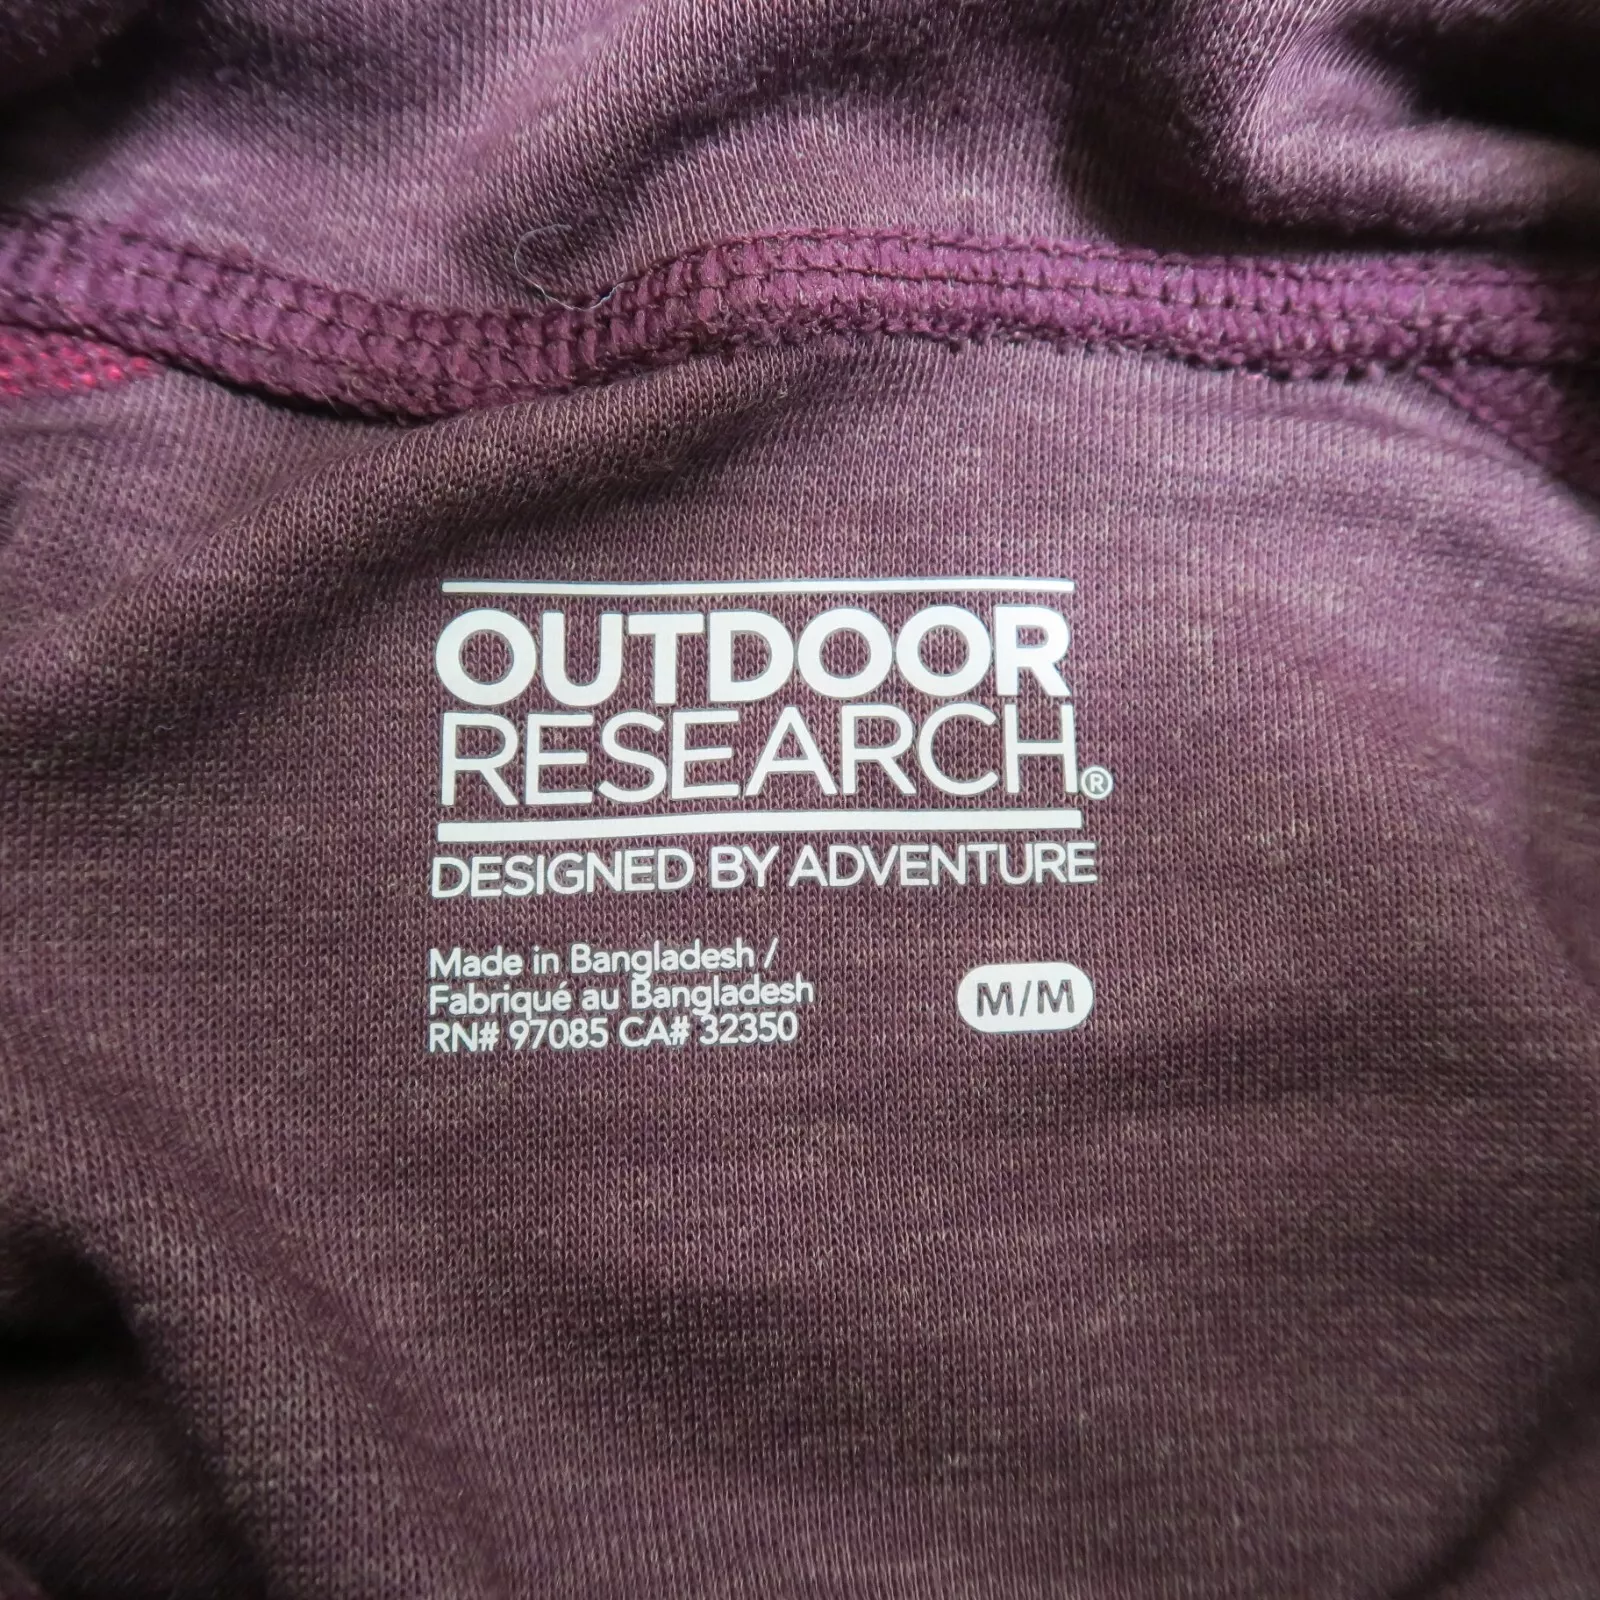 OUTDOOR
RESEARCH®
DESIGNED BY ADVENTURE
Made in Bangladesh /
Fabriqué au Bangladesh
RN# 97085 CA# 32350
M/M